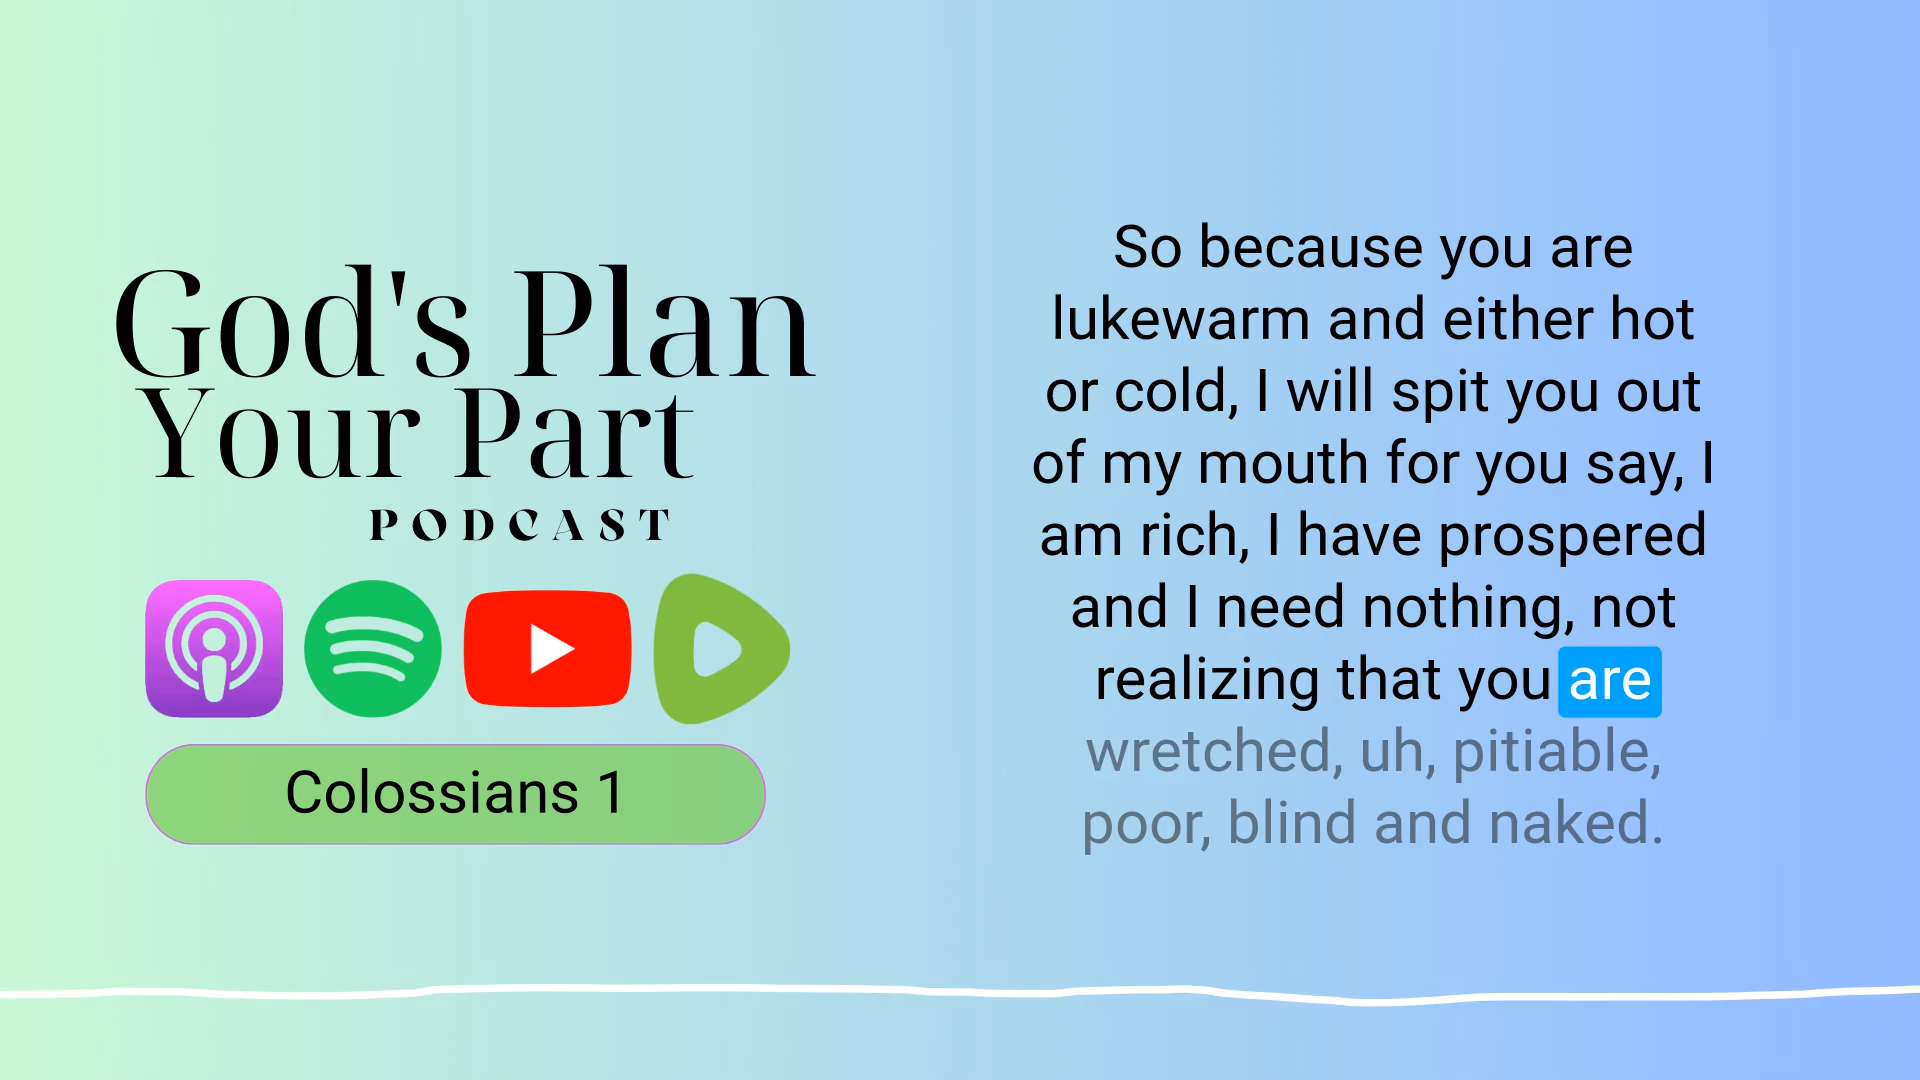 God's Plan
Your Part
PODCAST
Colossians 1
So because you are
lukewarm and either hot
or cold, I will spit you out
of my mouth for you say, I
am rich, I have prospered
and I need nothing, not
realizing that you are
wretched, uh, pitiable,
poor, blind and naked.